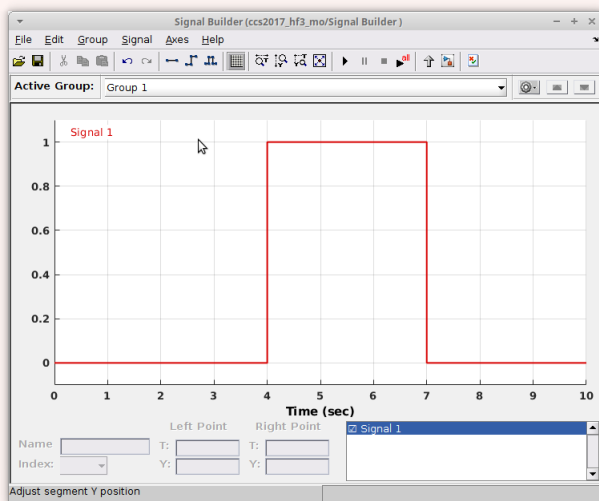 Signal Builder (ccs2017_hf3_mo/Signal Builder )
File Edit Group Signal Axes Help
all
Active Group: Group 1
Signal 1
1
0.8
0.6
0.4
0.2
0
0 1 2 3 4 5 6 7 8 9 10
Time (sec)
Left Point Right Point
Name T: T:
Index: Y: Y:
Signal 1
Adjust segment Y position